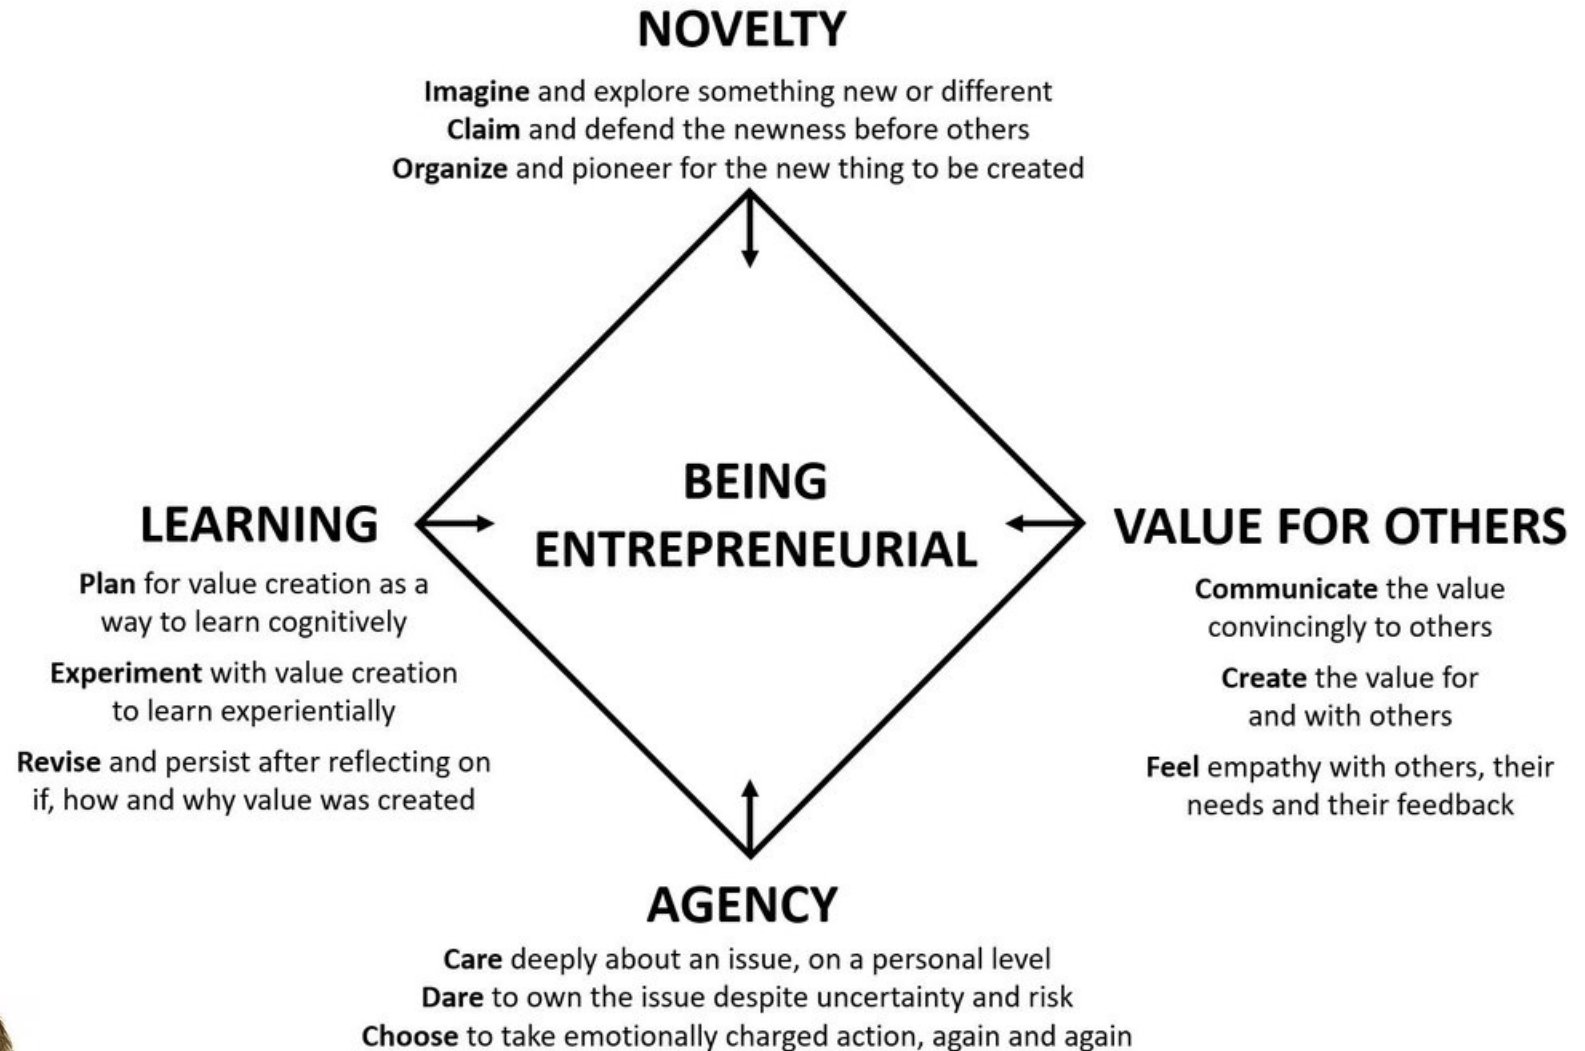 NOVELTY
Imagine and explore something new or different
Claim and defend the newness before others
Organize and pioneer for the new thing to be created
BEING
ENTREPRENEURIAL
LEARNING
Plan for value creation as a
way to learn cognitively
Experiment with value creation
to learn experientially
Revise and persist after reflecting on
if, how and why value was created
VALUE FOR OTHERS
Communicate the value
convincingly to others
Create the value for
and with others
Feel empathy with others, their
needs and their feedback
AGENCY
Care deeply about an issue, on a personal level
Dare to own the issue despite uncertainty and risk
Choose to take emotionally charged action, again and again